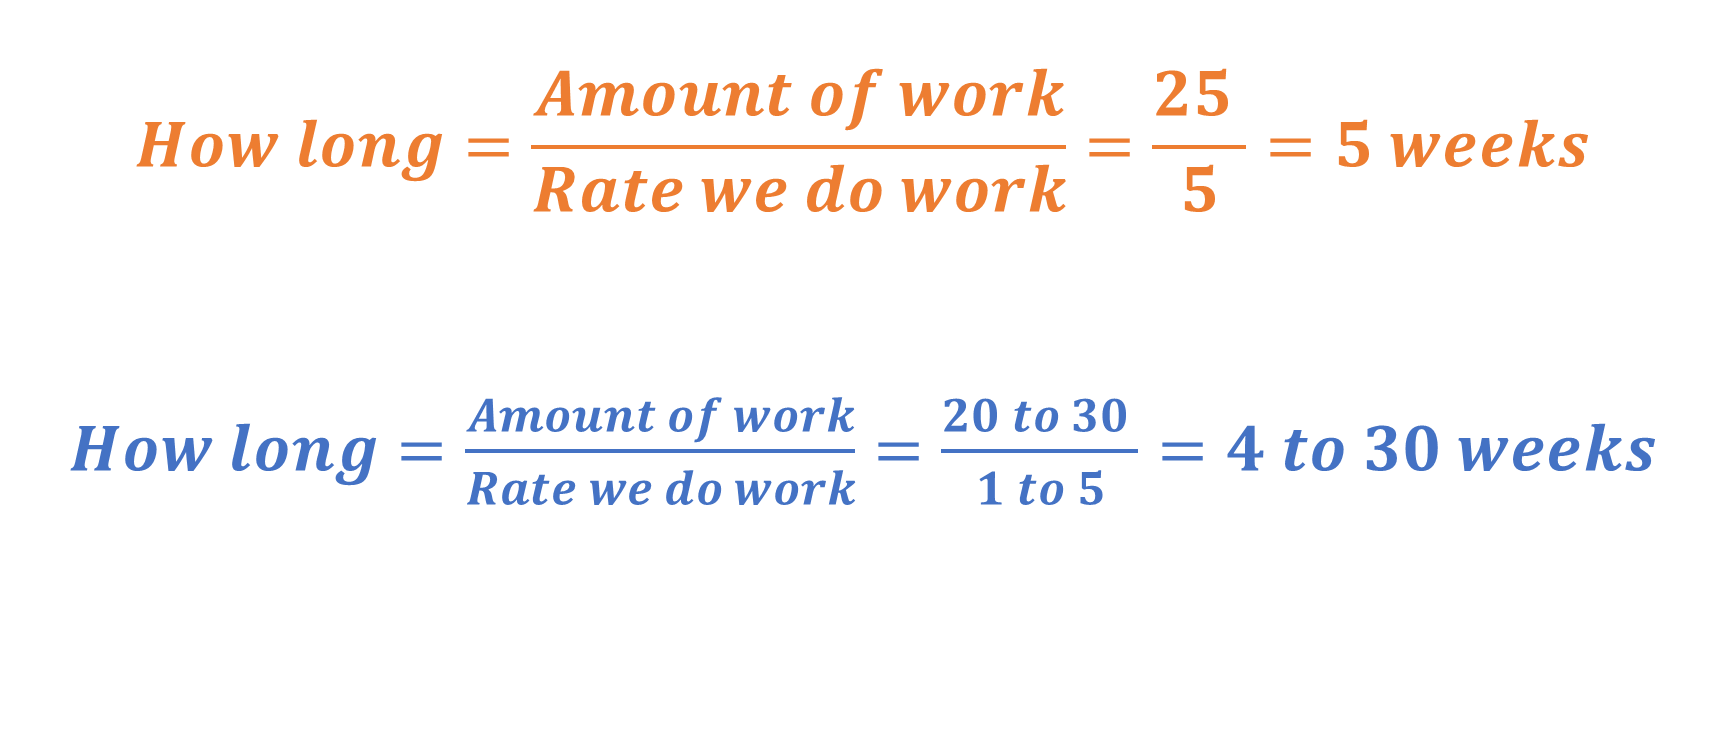 How long = Amount of work / Rate we do work = 25 / 5 = 5 weeks
How long = Amount of work / Rate we do work = 20 to 30 / 1 to 5 = 4 to 30 weeks